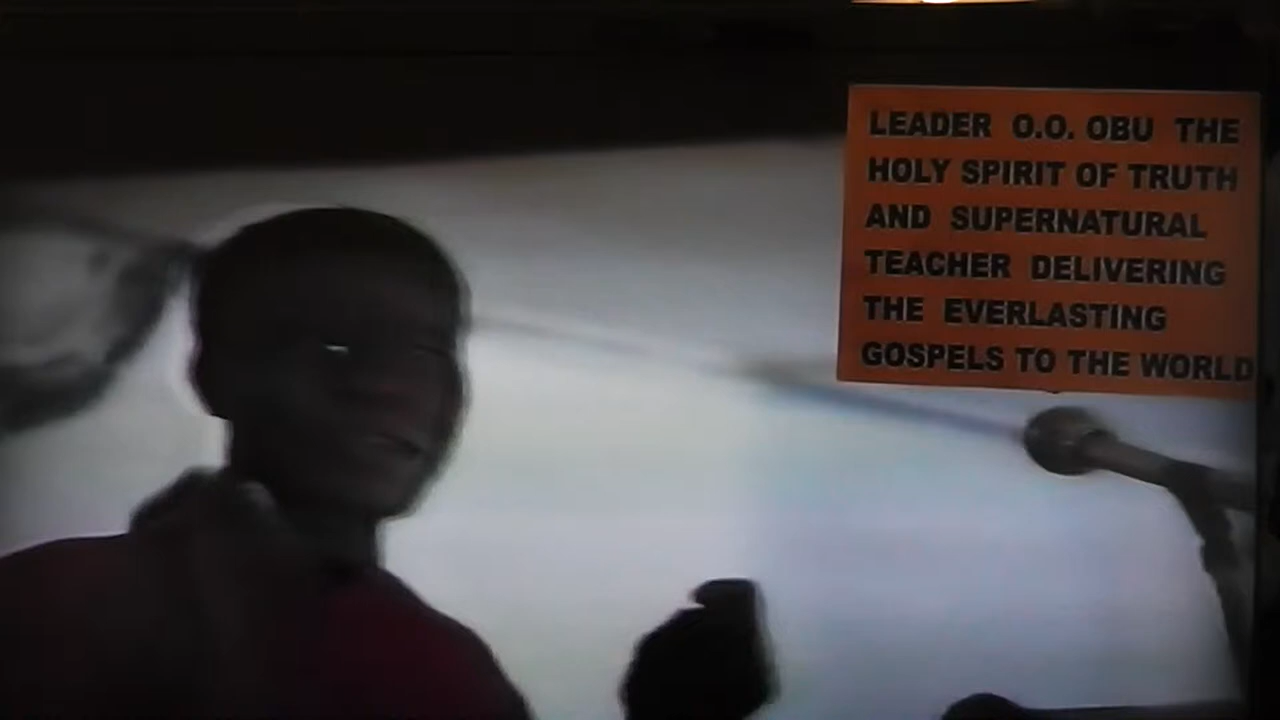 LEADER O.O. OBU THE
HOLY SPIRIT OF TRUTH
AND SUPERNATURAL
TEACHER DELIVERING
THE EVERLASTING
GOSPELS TO THE WORLD